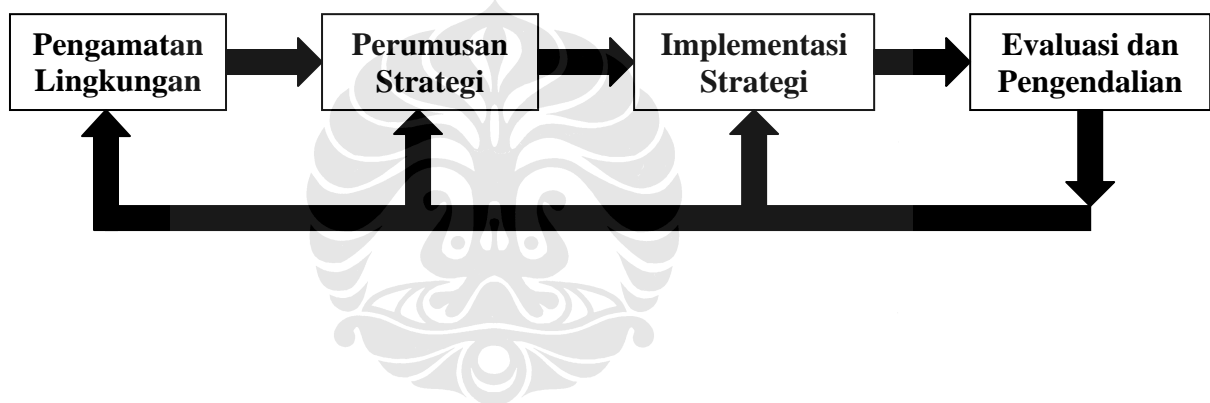 Pengamatan
Lingkungan
Perumusan
Strategi
Implementasi
Strategi
Evaluasi dan
Pengendalian